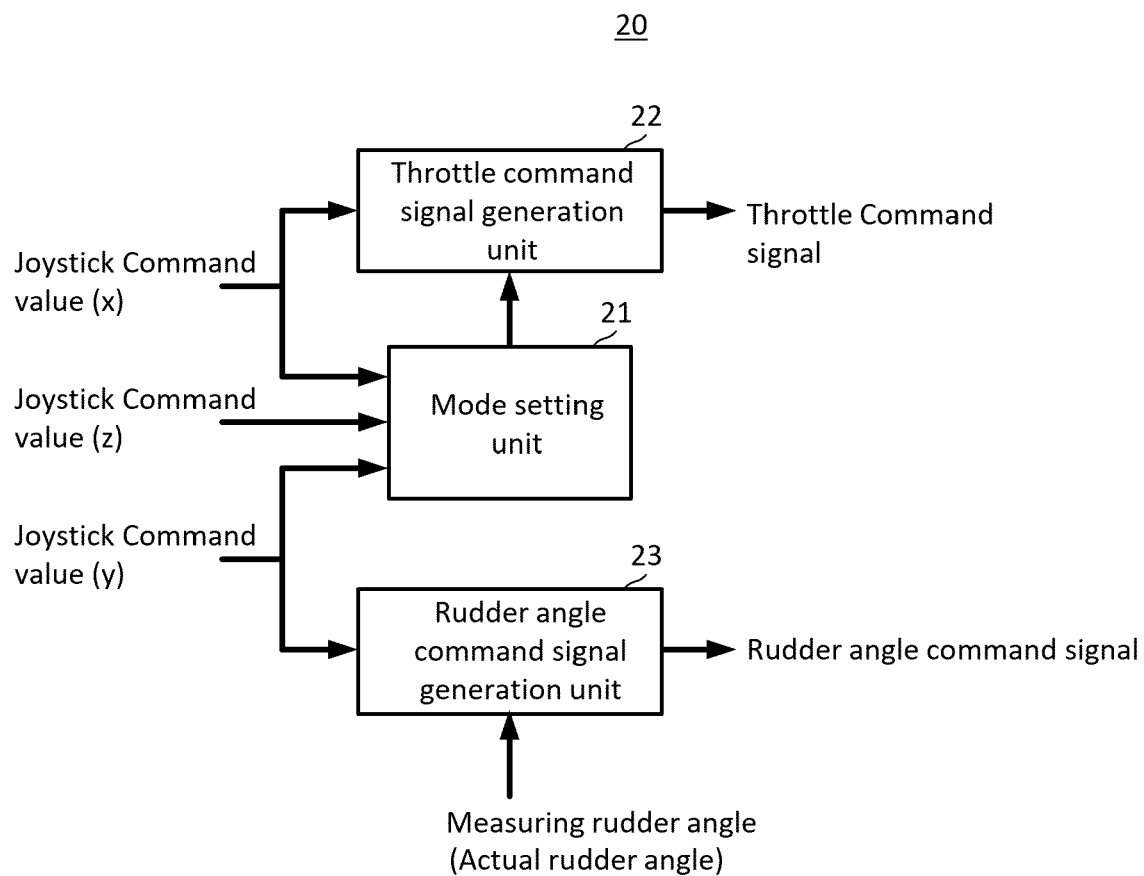 20
22
Throttle command
signal generation
unit
Throttle Command
signal
Joystick Command
value (x)
21
Mode setting
unit
Joystick Command
value (z)
Joystick Command
value (y)
23
Rudder angle
command signal
generation unit
Rudder angle command signal
Measuring rudder angle
(Actual rudder angle)